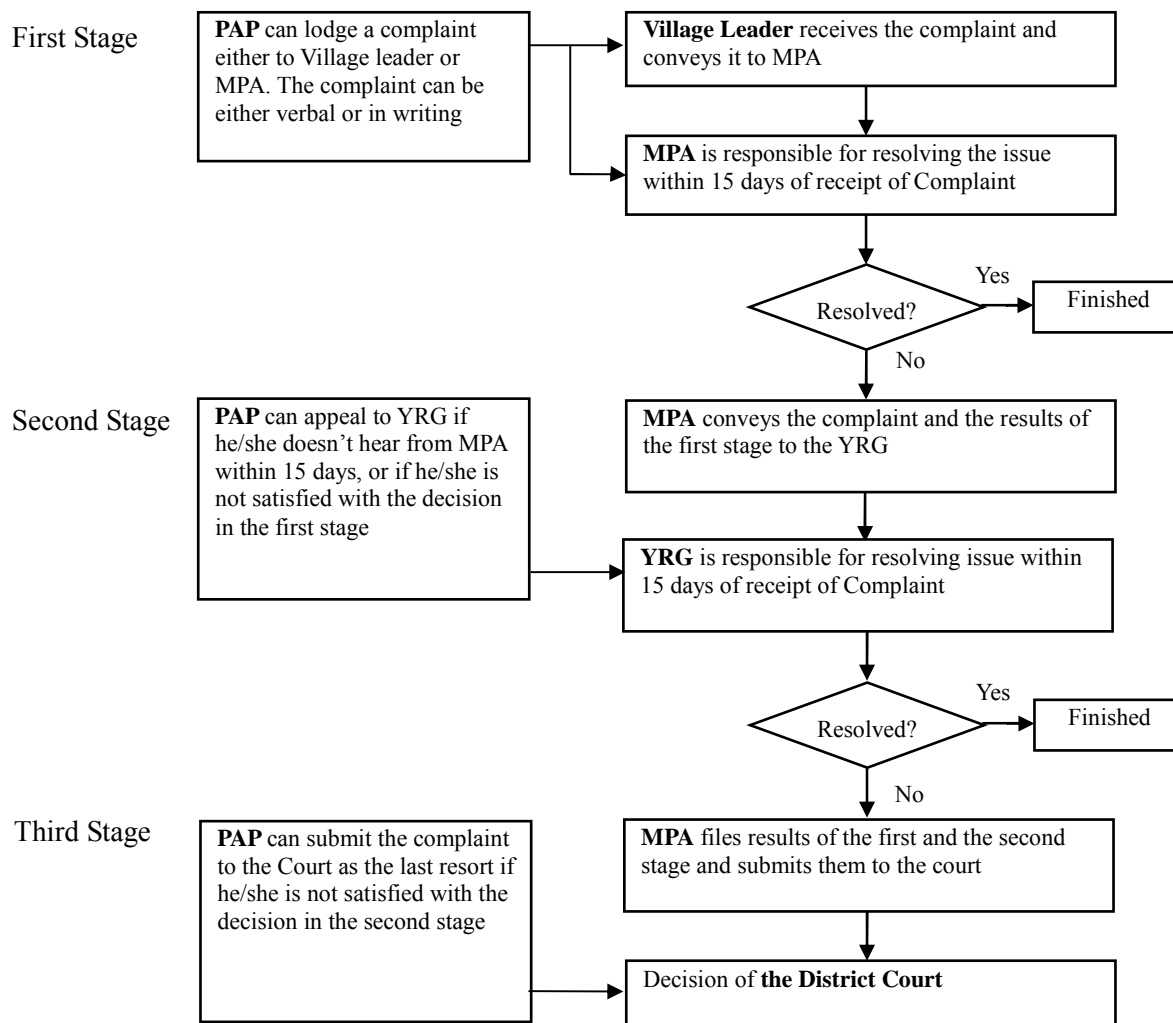 First Stage
PAP can lodge a complaint
either to Village leader or
MPA. The complaint can be
either verbal or in writing
Village Leader receives the complaint and
conveys it to MPA
MPA is responsible for resolving the issue
within 15 days of receipt of Complaint
Resolved?
Yes
Finished
No
Second Stage
PAP can appeal to YRG if
he/she doesn’t hear from MPA
within 15 days, or if he/she is
not satisfied with the decision
in the first stage
MPA conveys the complaint and the results of
the first stage to the YRG
YRG is responsible for resolving issue within
15 days of receipt of Complaint
Resolved?
Yes
Finished
No
Third Stage
PAP can submit the complaint
to the Court as the last resort if
he/she is not satisfied with the
decision in the second stage
MPA files results of the first and the second
stage and submits them to the court
Decision of the District Court